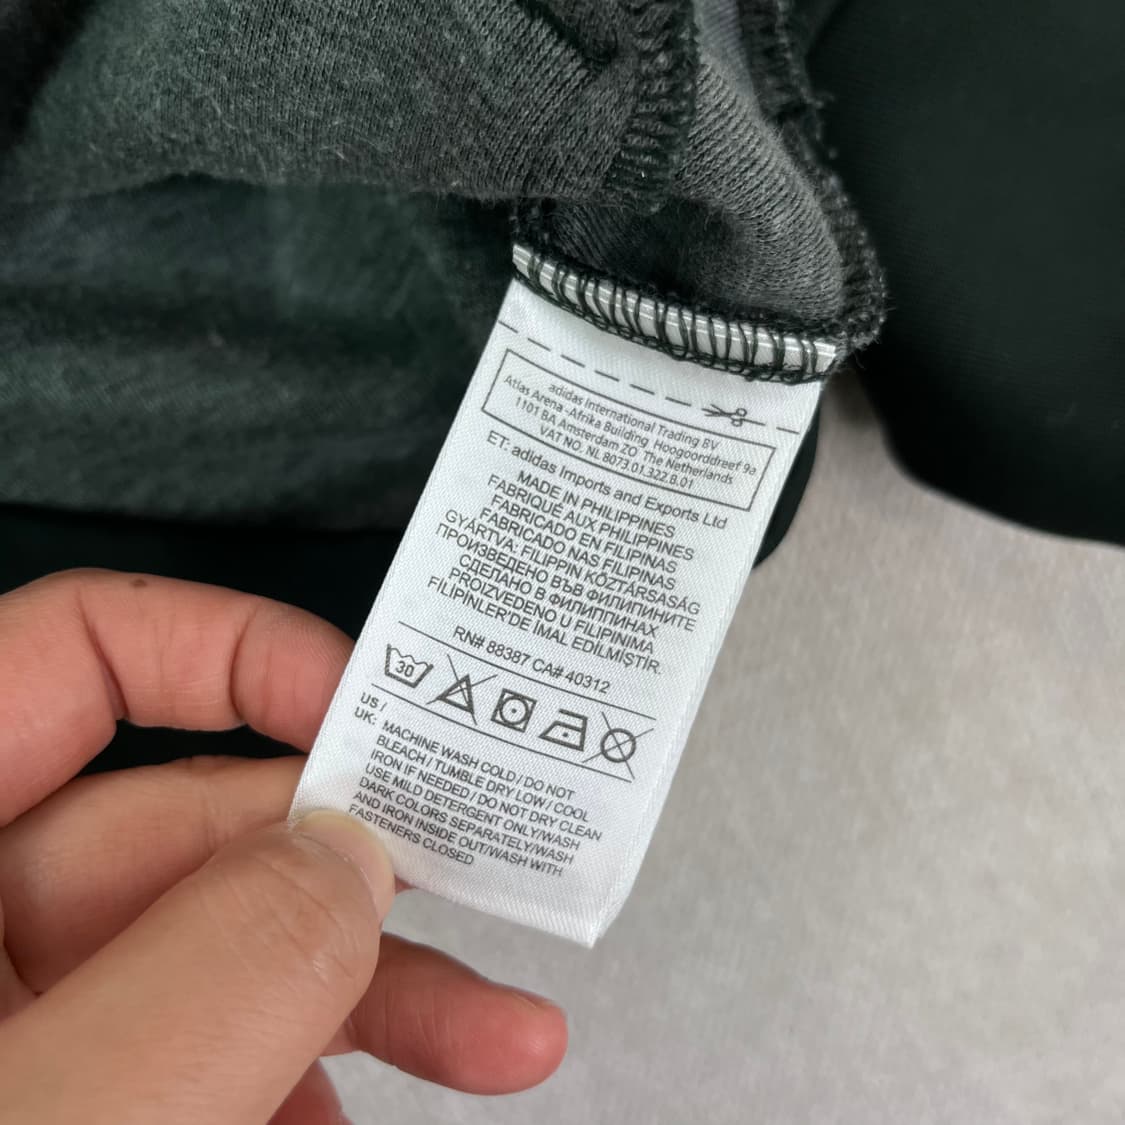 adidas International Trading BV
Atlas Arena -Afrika Building Hoogoorddreef 9a
1101 BA Amsterdam ZO The Netherlands
VAT NO. NL 8073.01.322.B.01
ET: adidas Imports and Exports Ltd
MADE IN PHILIPPINES
FABRIQUÉ AUX PHILIPPINES
FABRICADO EN FILIPINAS
FABRICADO NAS FILIPINAS
GYÁRTVA: FILIPPIN KÖZTÁRSASÁG
ПРОИЗВЕДЕНО ВЪВ ФИЛИПИНИТЕ
СДЕЛАНО В ФИЛИППИНАХ
PROIZVEDENO U FILIPINIMA
FİLİPİNLER'DE İMAL EDİLMİŞTİR.
RN# 88387 CA# 40312
30
US /
UK: MACHINE WASH COLD / DO NOT
BLEACH / TUMBLE DRY LOW / COOL
IRON IF NEEDED / DO NOT DRY CLEAN
USE MILD DETERGENT ONLY/WASH
DARK COLORS SEPARATELY/WASH
AND IRON INSIDE OUT/WASH WITH
FASTENERS CLOSED